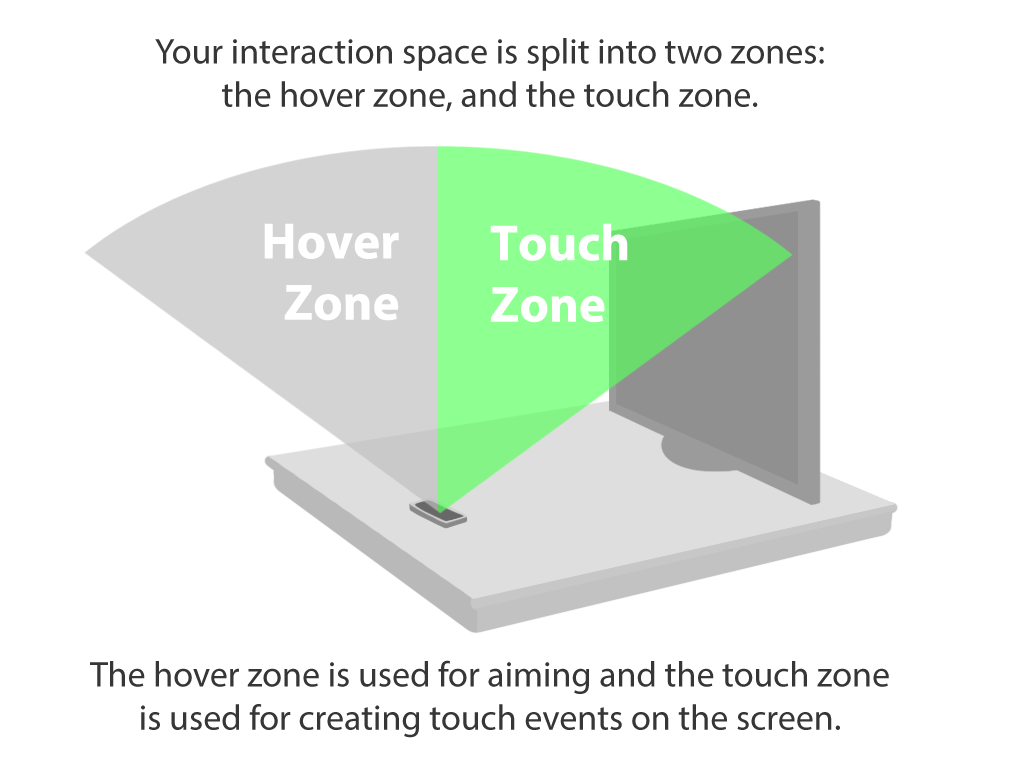 Your interaction space is split into two zones:
the hover zone, and the touch zone.
Hover
Zone
Touch
Zone
The hover zone is used for aiming and the touch zone
is used for creating touch events on the screen.